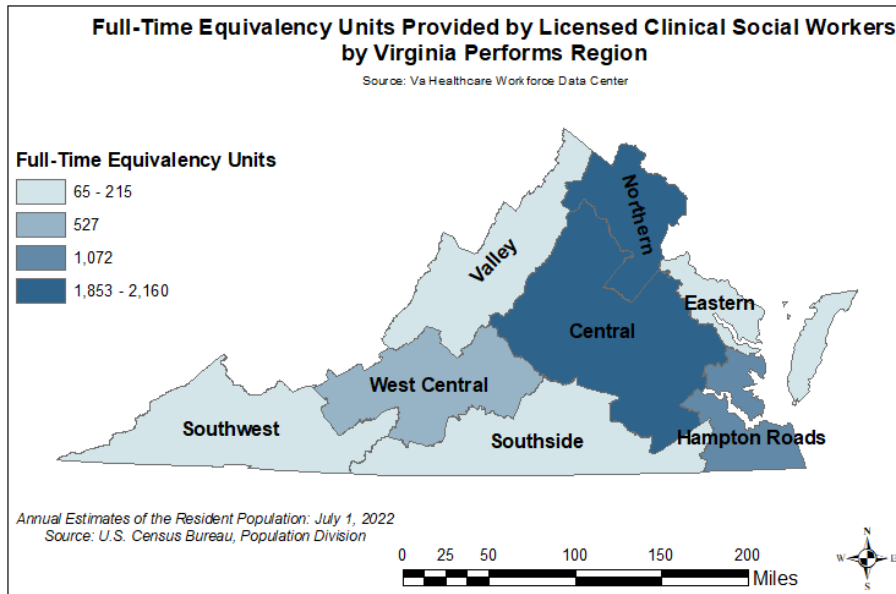 Full-Time Equivalency Units Provided by Licensed Clinical Social Workers
by Virginia Performs Region
Source: Va Healthcare Workforce Data Center
Full-Time Equivalency Units
65 - 215
527
1,072
1,853 - 2,160
Northern
Valley
Eastern
Central
West Central
Southwest
Southside
Hampton Roads
Annual Estimates of the Resident Population: July 1, 2022
Source: U.S. Census Bureau, Population Division
0 25 50 100 150 200
Miles
N
W E
S